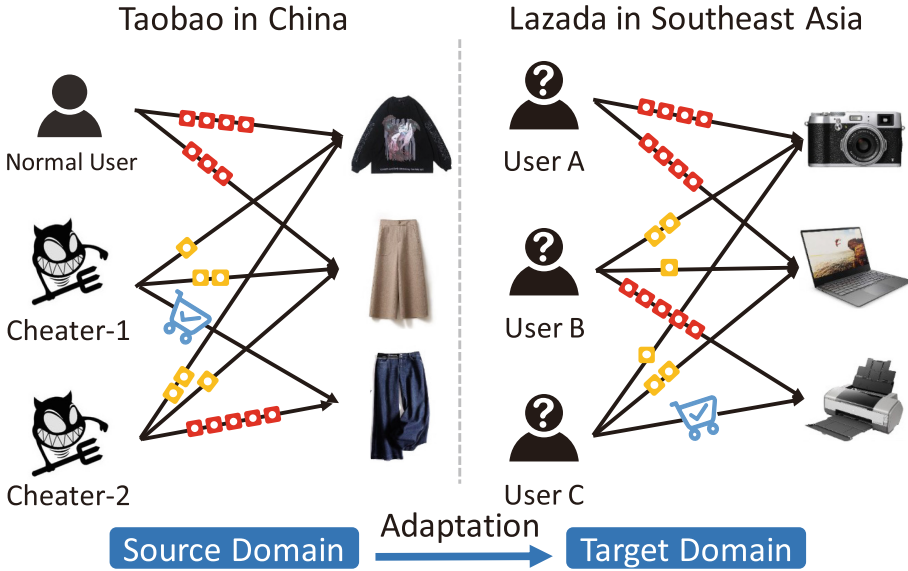 Taobao in China
Lazada in Southeast Asia
Normal User
Cheater-1
Cheater-2
?
User A
?
User B
?
User C
Source Domain
Adaptation
Target Domain